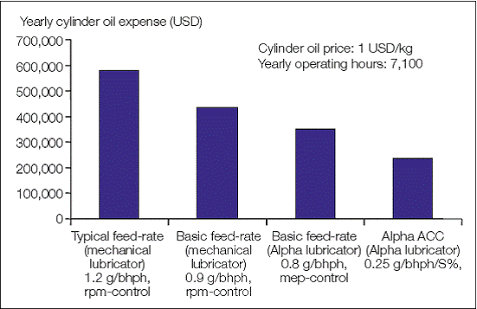 Yearly cylinder oil expense (USD)
700,000
600,000
500,000
400,000
300,000
200,000
100,000
0
Cylinder oil price: 1 USD/kg
Yearly operating hours: 7,100
Typical feed-rate
(mechanical
lubricator)
1.2 g/bhph,
rpm-control
Basic feed-rate
(mechanical
lubricator)
0.9 g/bhph,
rpm-control
Basic feed-rate
(Alpha lubricator)
0.8 g/bhph,
mep-control
Alpha ACC
(Alpha lubricator)
0.25 g/bhph/S%,